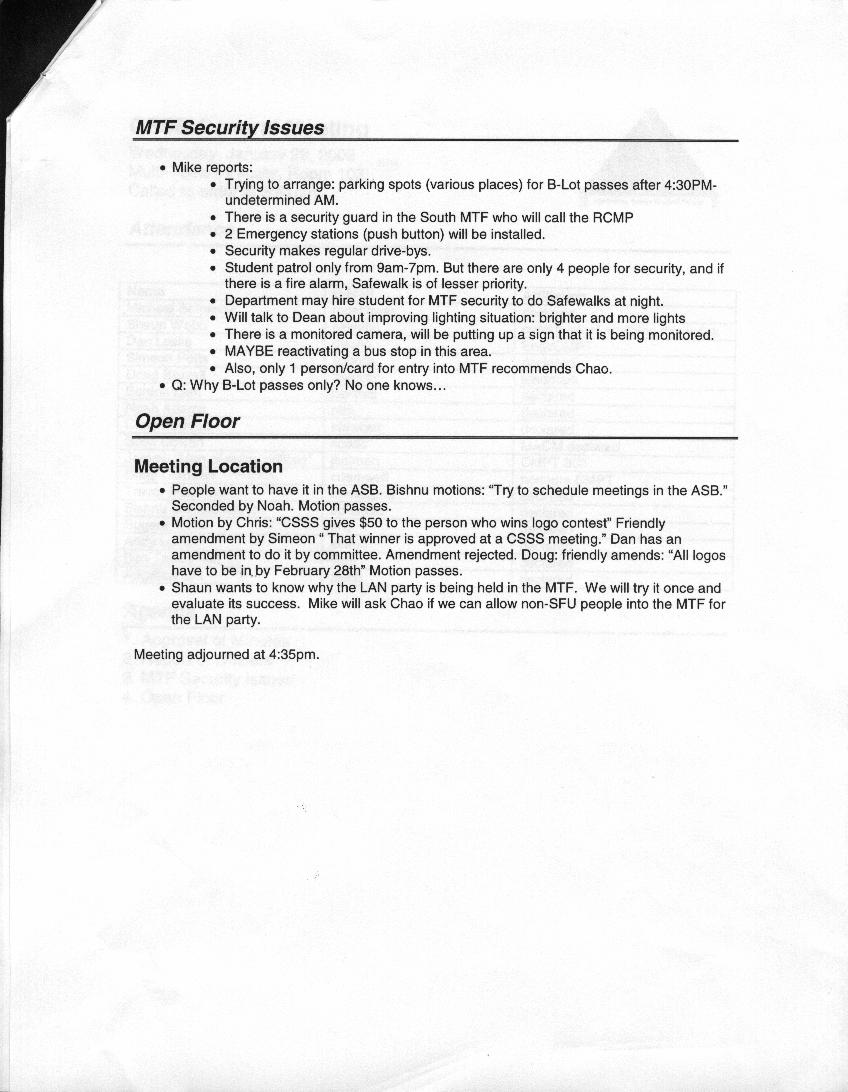 MTF Security Issues
• Mike reports:
• Trying to arrange: parking spots (various places) for B-Lot passes after 4:30PM-
undetermined AM.
• There is a security guard in the South MTF who will call the RCMP
• 2 Emergency stations (push button) will be installed.
• Security makes regular drive-bys.
• Student patrol only from 9am-7pm. But there are only 4 people for security, and if
there is a fire alarm, Safewalk is of lesser priority.
• Department may hire student for MTF security to do Safewalks at night.
• Will talk to Dean about improving lighting situation: brighter and more lights
• There is a monitored camera, will be putting up a sign that it is being monitored.
• MAYBE reactivating a bus stop in this area.
• Also, only 1 person/card for entry into MTF recommends Chao.
• Q: Why B-Lot passes only? No one knows...
Open Floor
Meeting Location
• People want to have it in the ASB. Bishnu motions: “Try to schedule meetings in the ASB.”
Seconded by Noah. Motion passes.
• Motion by Chris: “CSSS gives $50 to the person who wins logo contest” Friendly
amendment by Simeon “ That winner is approved at a CSSS meeting.” Dan has an
amendment to do it by committee. Amendment rejected. Doug: friendly amends: “All logos
have to be in by February 28th” Motion passes.
• Shaun wants to know why the LAN party is being held in the MTF. We will try it once and
evaluate its success. Mike will ask Chao if we can allow non-SFU people into the MTF for
the LAN party.
Meeting adjourned at 4:35pm.